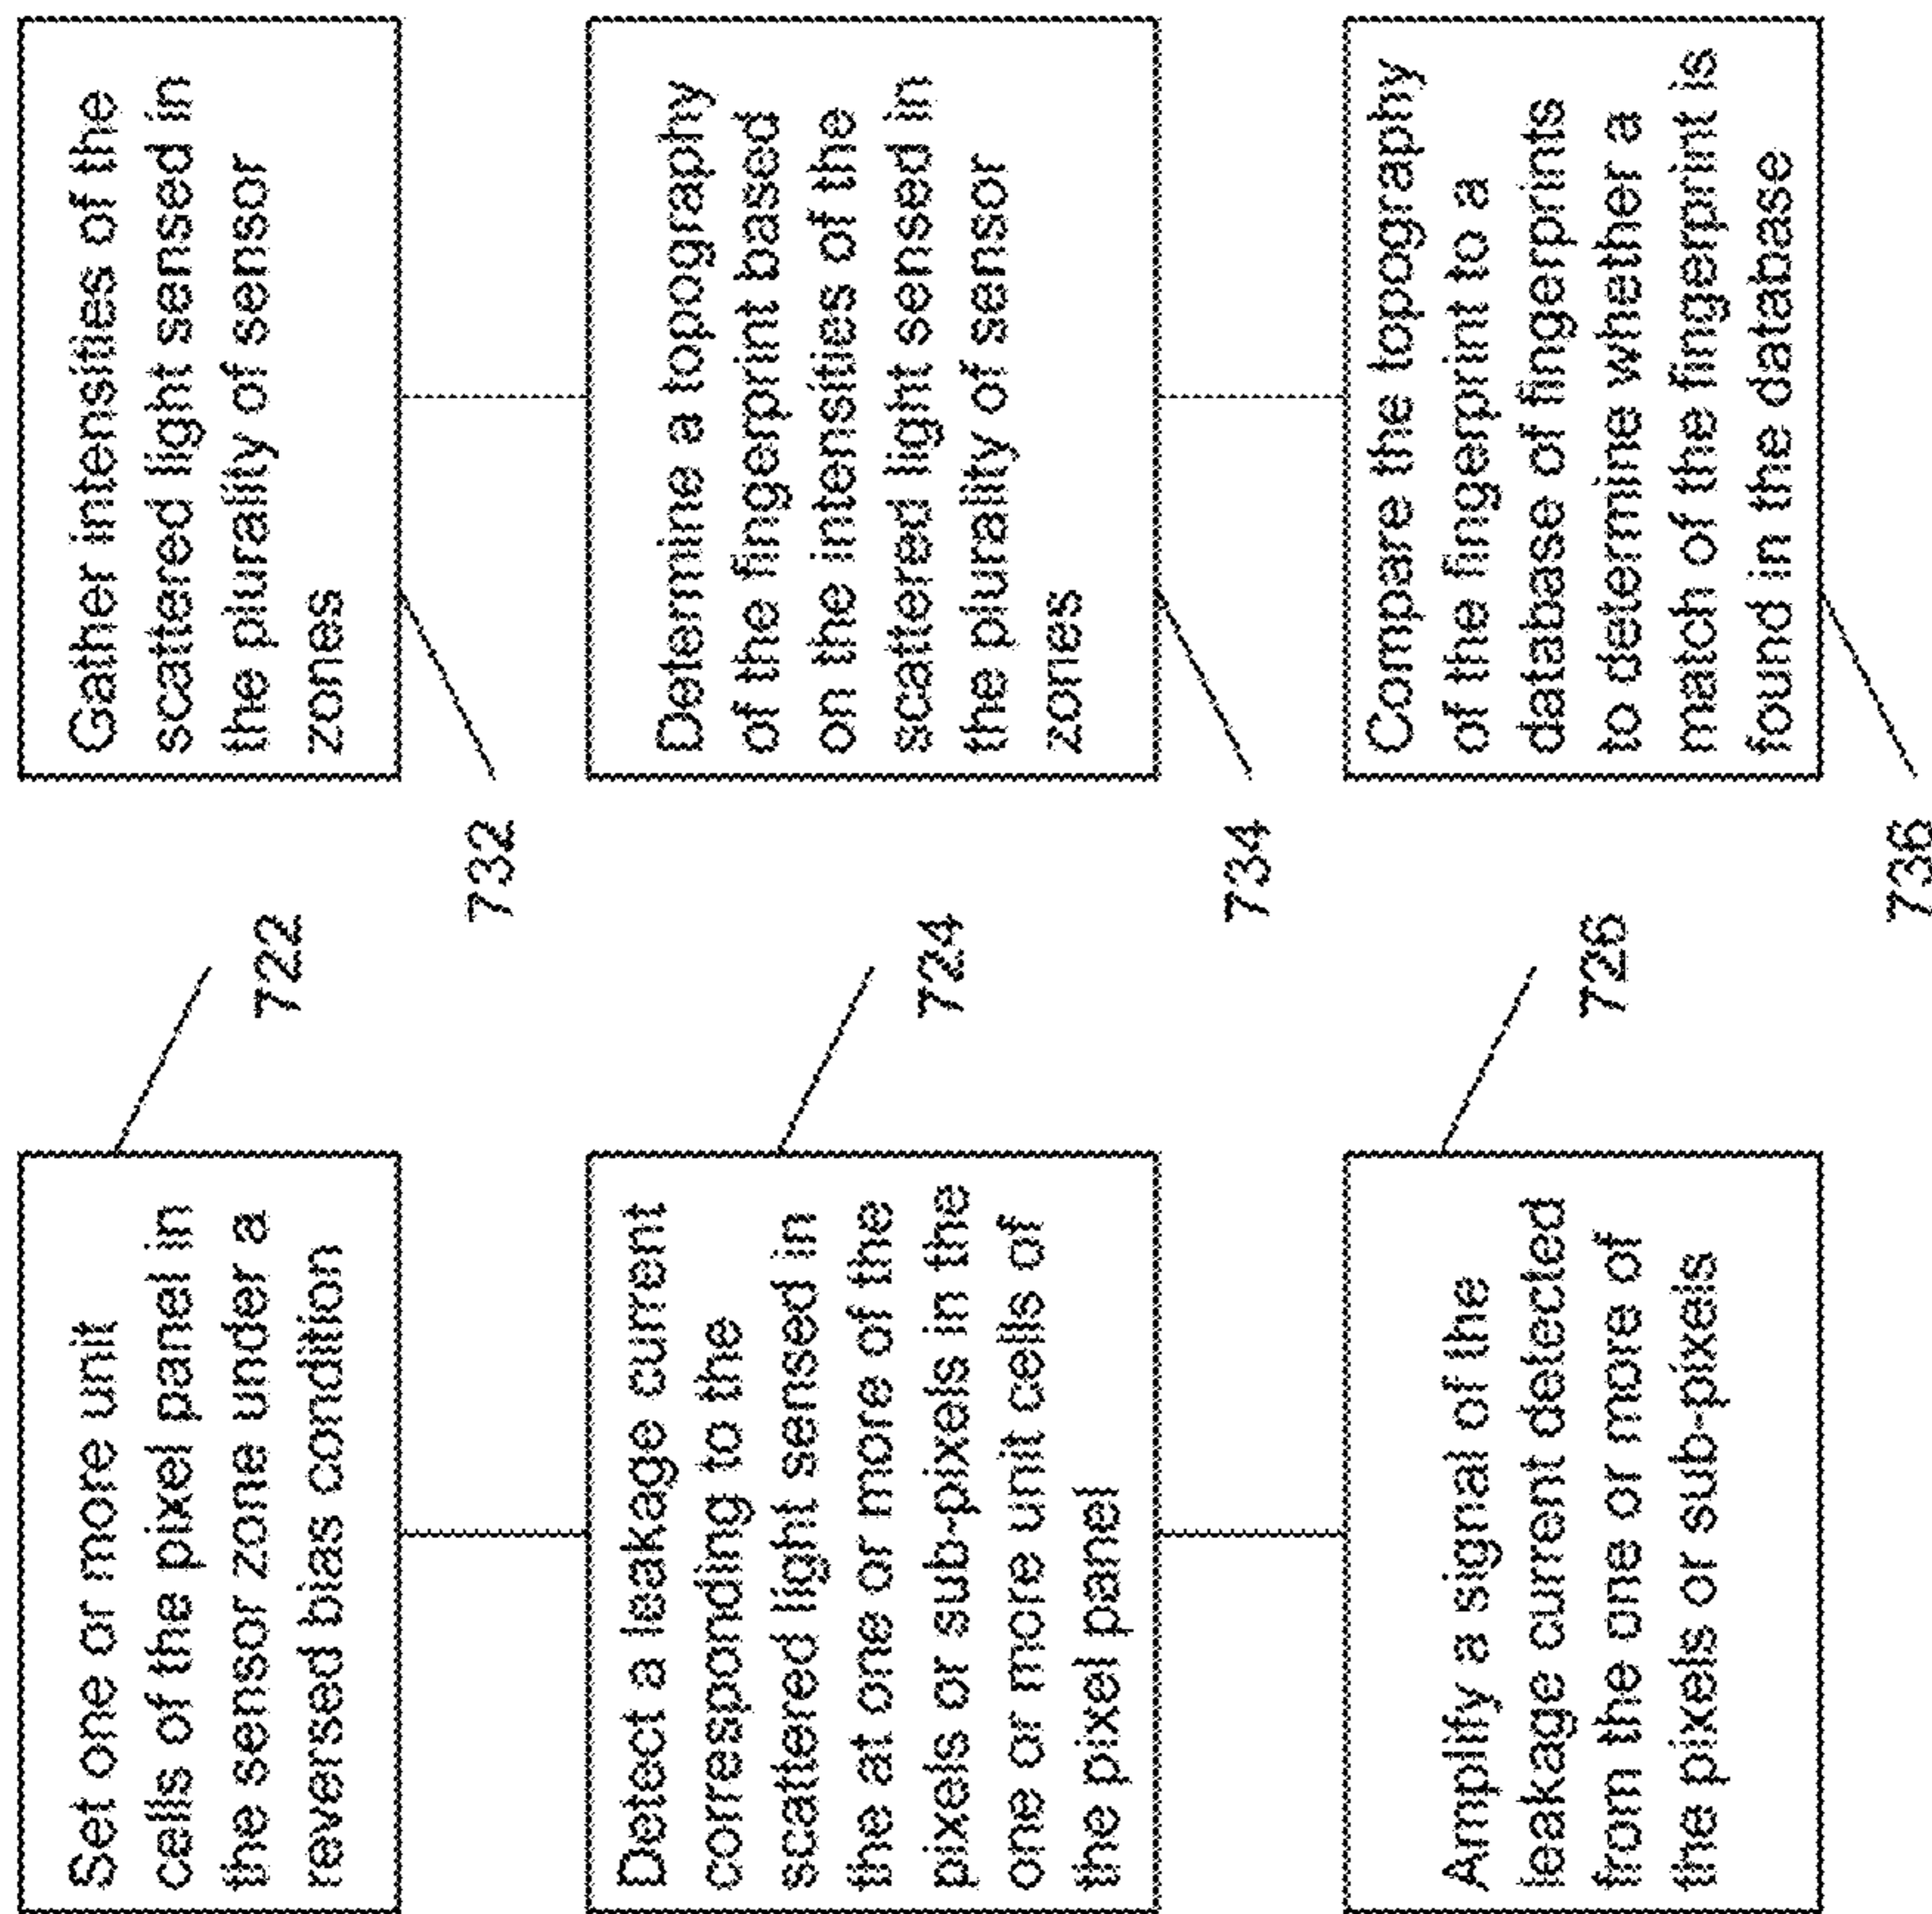 Set one or more unit
cells of the pixel panel in
the sensor zone under a
reversed bias condition
722
Detect a leakage current
corresponding to the
scattered light sensed in
the at one or more of the
pixels or sub-pixels in the
one or more unit cells of
the pixel panel
724
Amplify a signal of the
leakage current detected
from the one or more of
the pixels or sub-pixels
726
Gather intensities of the
scattered light sensed in
the plurality of sensor
zones
732
Determine a topography
of the fingerprint based
on the intensities of the
scattered light sensed in
the plurality of sensor
zones
734
Compare the topography
of the fingerprint to a
database of fingerprints
to determine whether a
match of the fingerprint is
found in the database
736